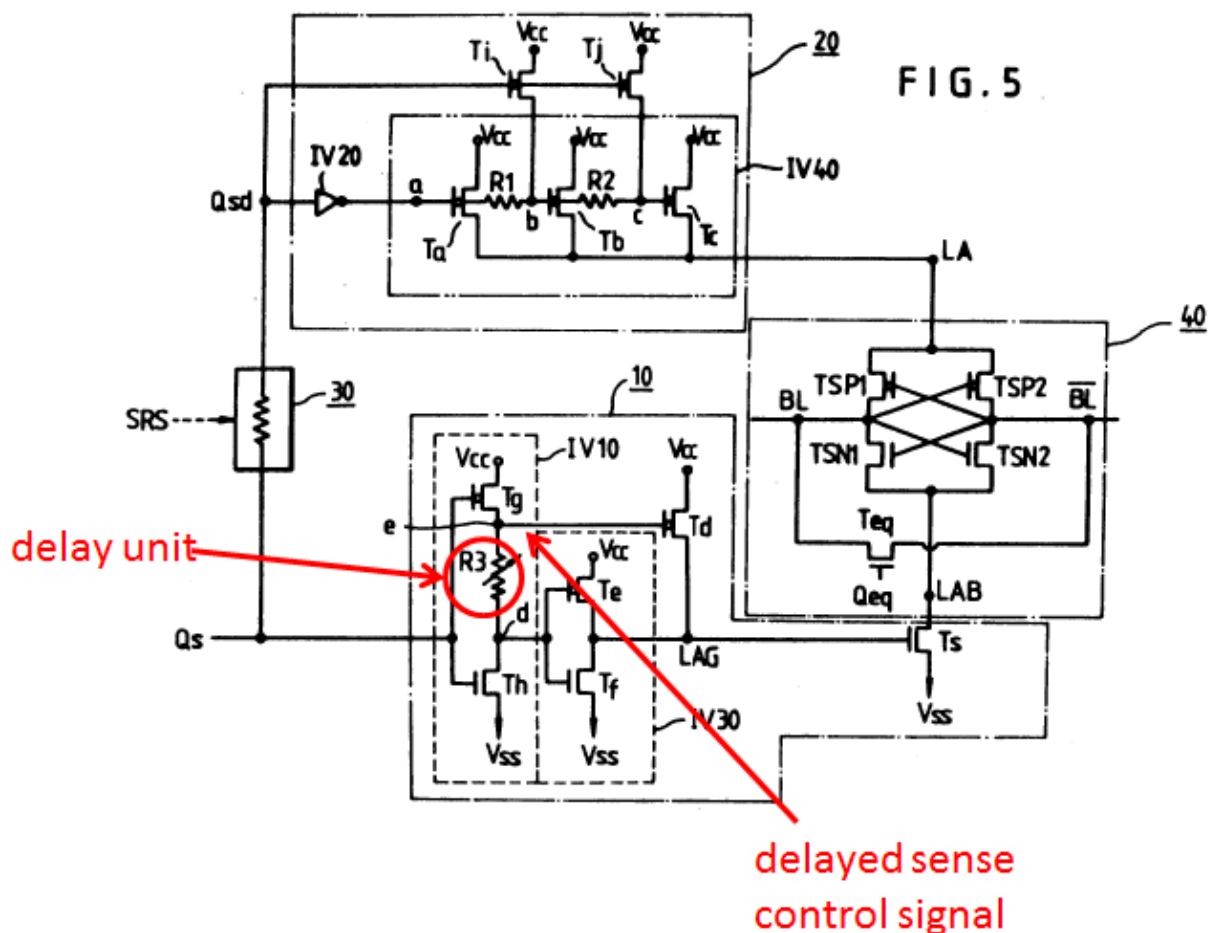 Vcc
Vcc
20
Ti
Tj
FIG.5
Vcc
Vcc
Vcc
IV40
IV20
a
R1
R2
Qsd
b
c
Ta
Tb
Tc
LA
40
30
10
TSP1
TSP2
BL
BL
SRS
TSN1
TSN2
IV10
Vcc
Vcc
Tg
e
Td
Teq
delay unit
R3
Vcc
Te
Qeq
LAB
d
Qs
LAG
Ts
Th
Tf
Vss
IV30
Vss
Vss
delayed sense
control signal